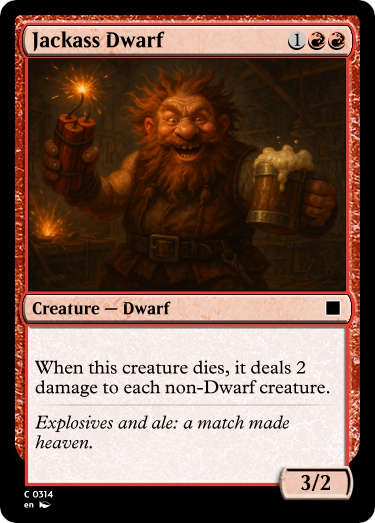 Jackass Dwarf 1
Creature — Dwarf
When this creature dies, it deals 2
damage to each non-Dwarf creature.
Explosives and ale: a match made
heaven.
3/2
C 0314
en